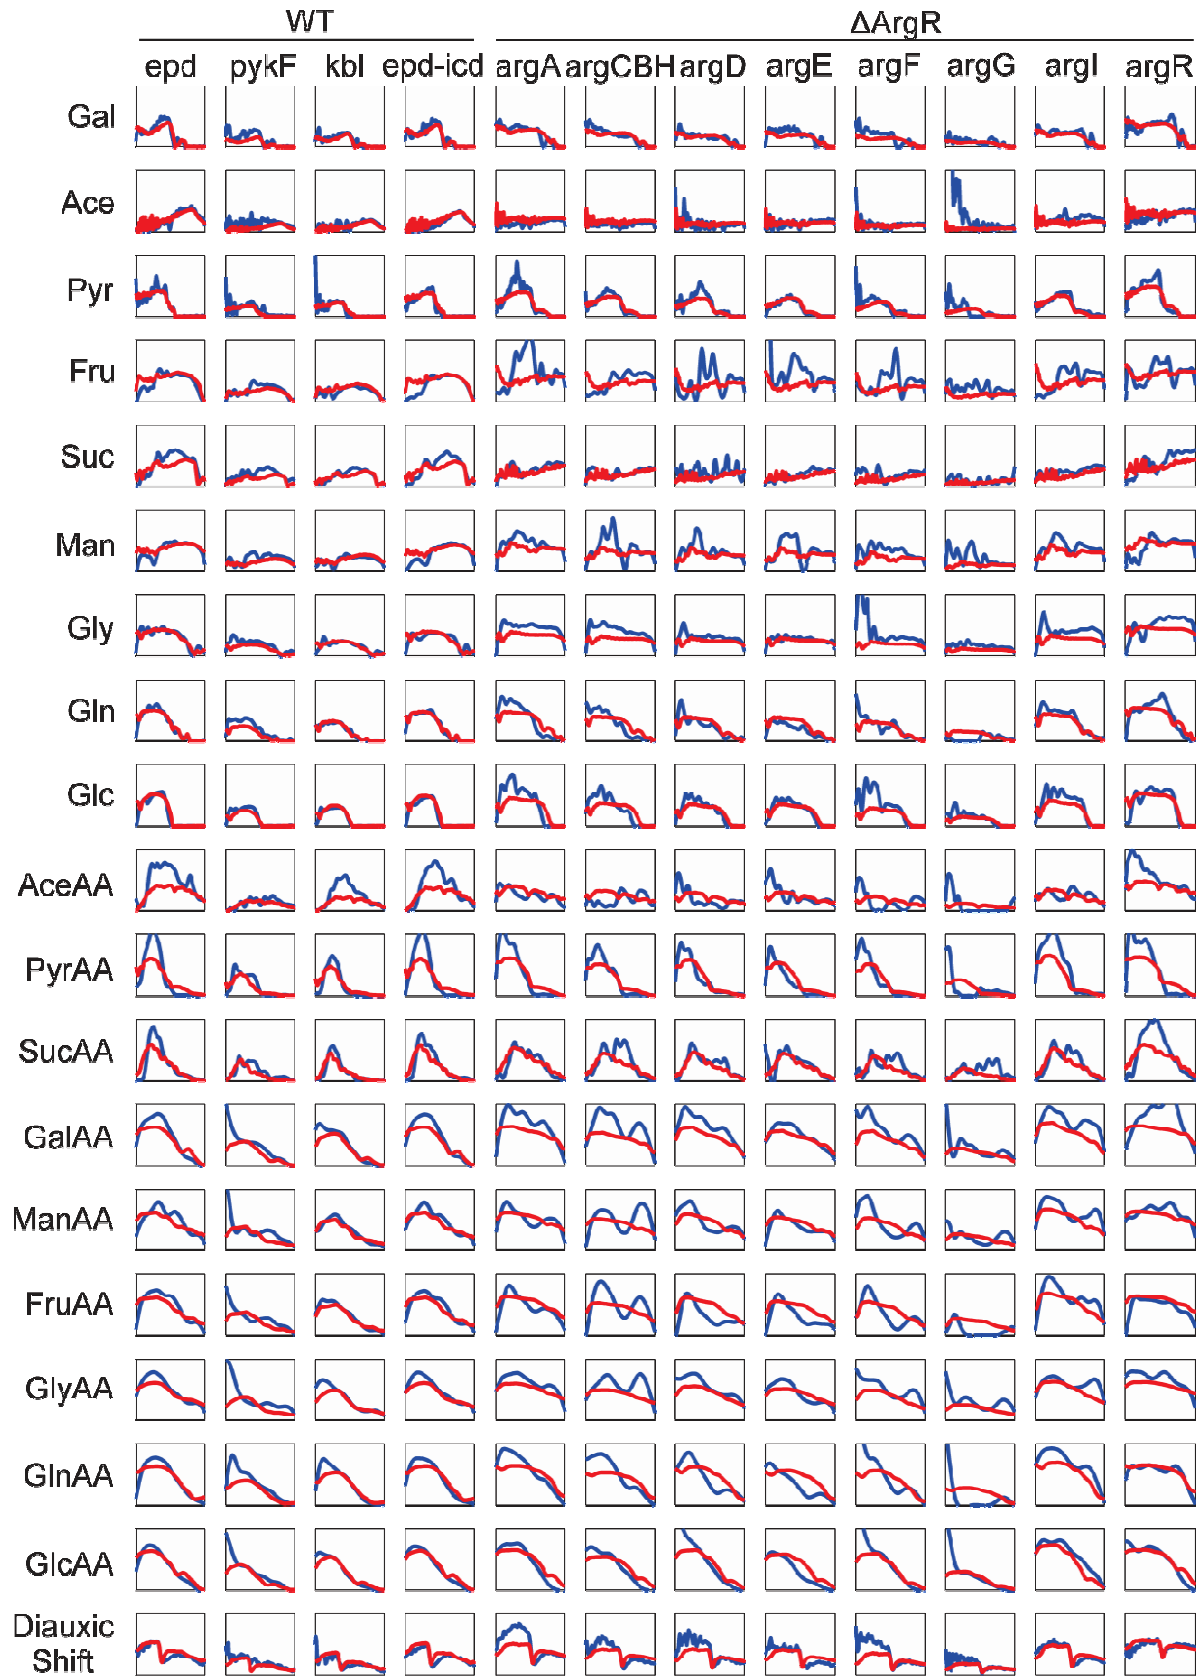 WT ΔArgR
epd pykF kbl epd-icd argA argCBH argD argE argF argG argI argR
Gal
Ace
Pyr
Fru
Suc
Man
Gly
Gln
Glc
AceAA
PyrAA
SucAA
GalAA
ManAA
FruAA
GlyAA
GlnAA
GlcAA
Diauxic
Shift